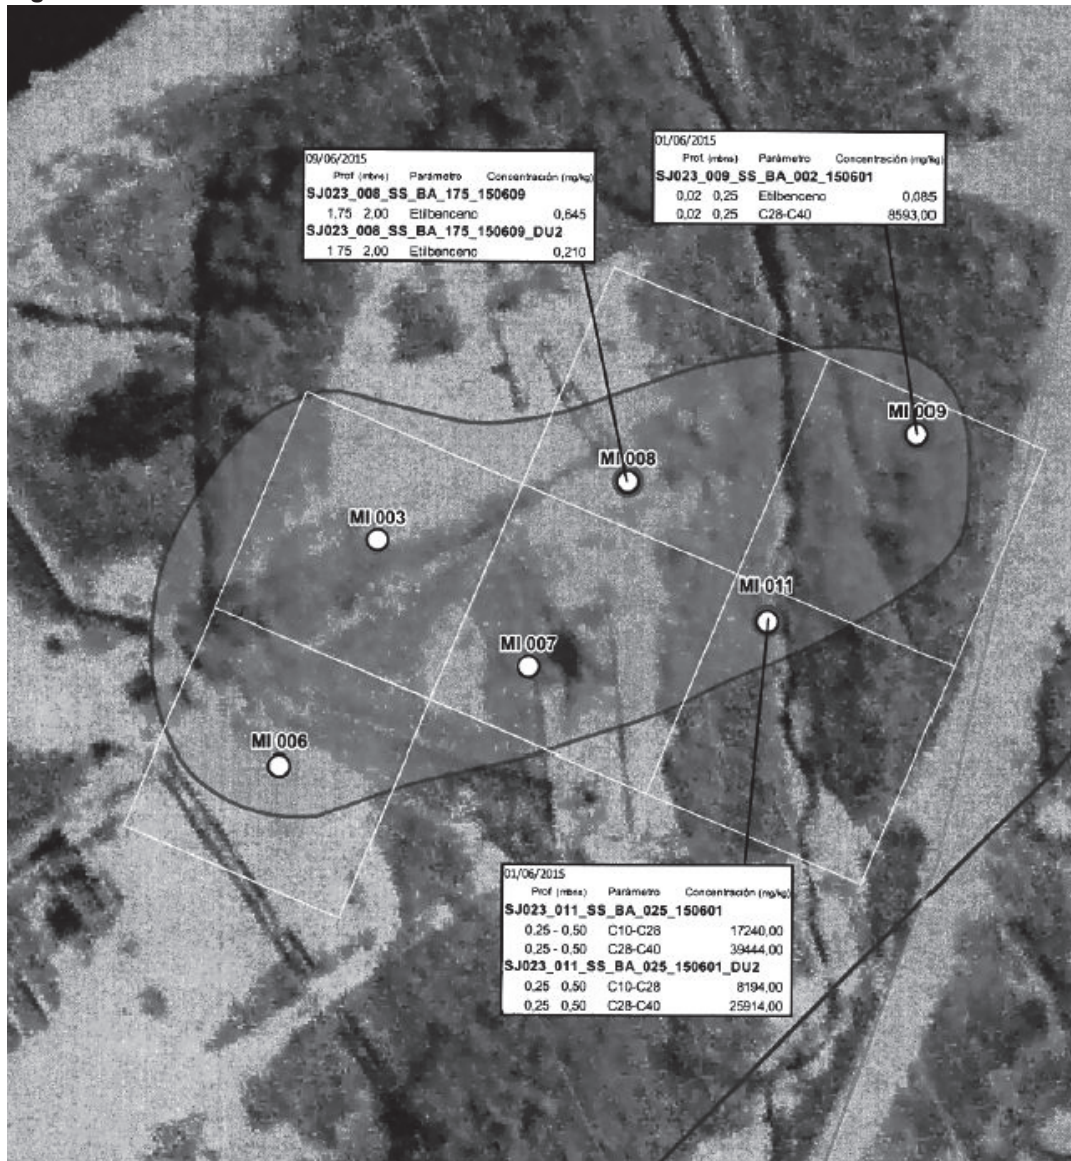 09/06/2015
Prof (mbns) Parámetro Concentración (mg/kg)
SJ023_008_SS_BA_175_150609
1,75 2,00 Etilbenceno 0,645
SJ023_008_SS_BA_175_150609_DU2
1 75 2,00 Etilbenceno 0,210
01/06/2015
Prof (mbns) Parámetro Concentración (mg/kg)
SJ023_009_SS_BA_002_150601
0,02 0,25 Etilbenceno 0,085
0,02 0,25 C28-C40 8593,00
MI 009
MI 008
MI 003
MI 011
MI 007
MI 006
01/06/2015
Prof (mbns) Parámetro Concentración (mg/kg)
SJ023_011_SS_BA_025_150601
0,25 - 0,50 C10-C28 17240,00
0,25 - 0,50 C28-C40 39444,00
SJ023_011_SS_BA_025_150601_DU2
0,25 0,50 C10-C28 8194,00
0,25 0,50 C28-C40 25914,00